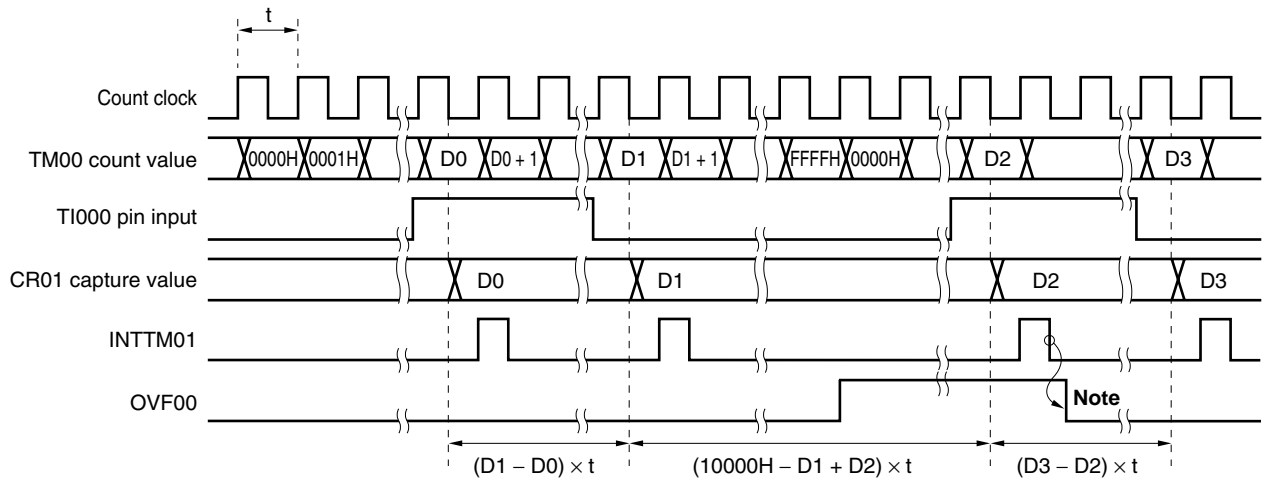 t
Count clock
TM00 count value
0000H 0001H D0 D0 + 1 D1 D1 + 1 FFFFH 0000H D2 D3
TI000 pin input
CR01 capture value
D0 D1 D2 D3
INTTM01
OVF00
Note
(D1 – D0) × t (10000H – D1 + D2) × t (D3 – D2) × t